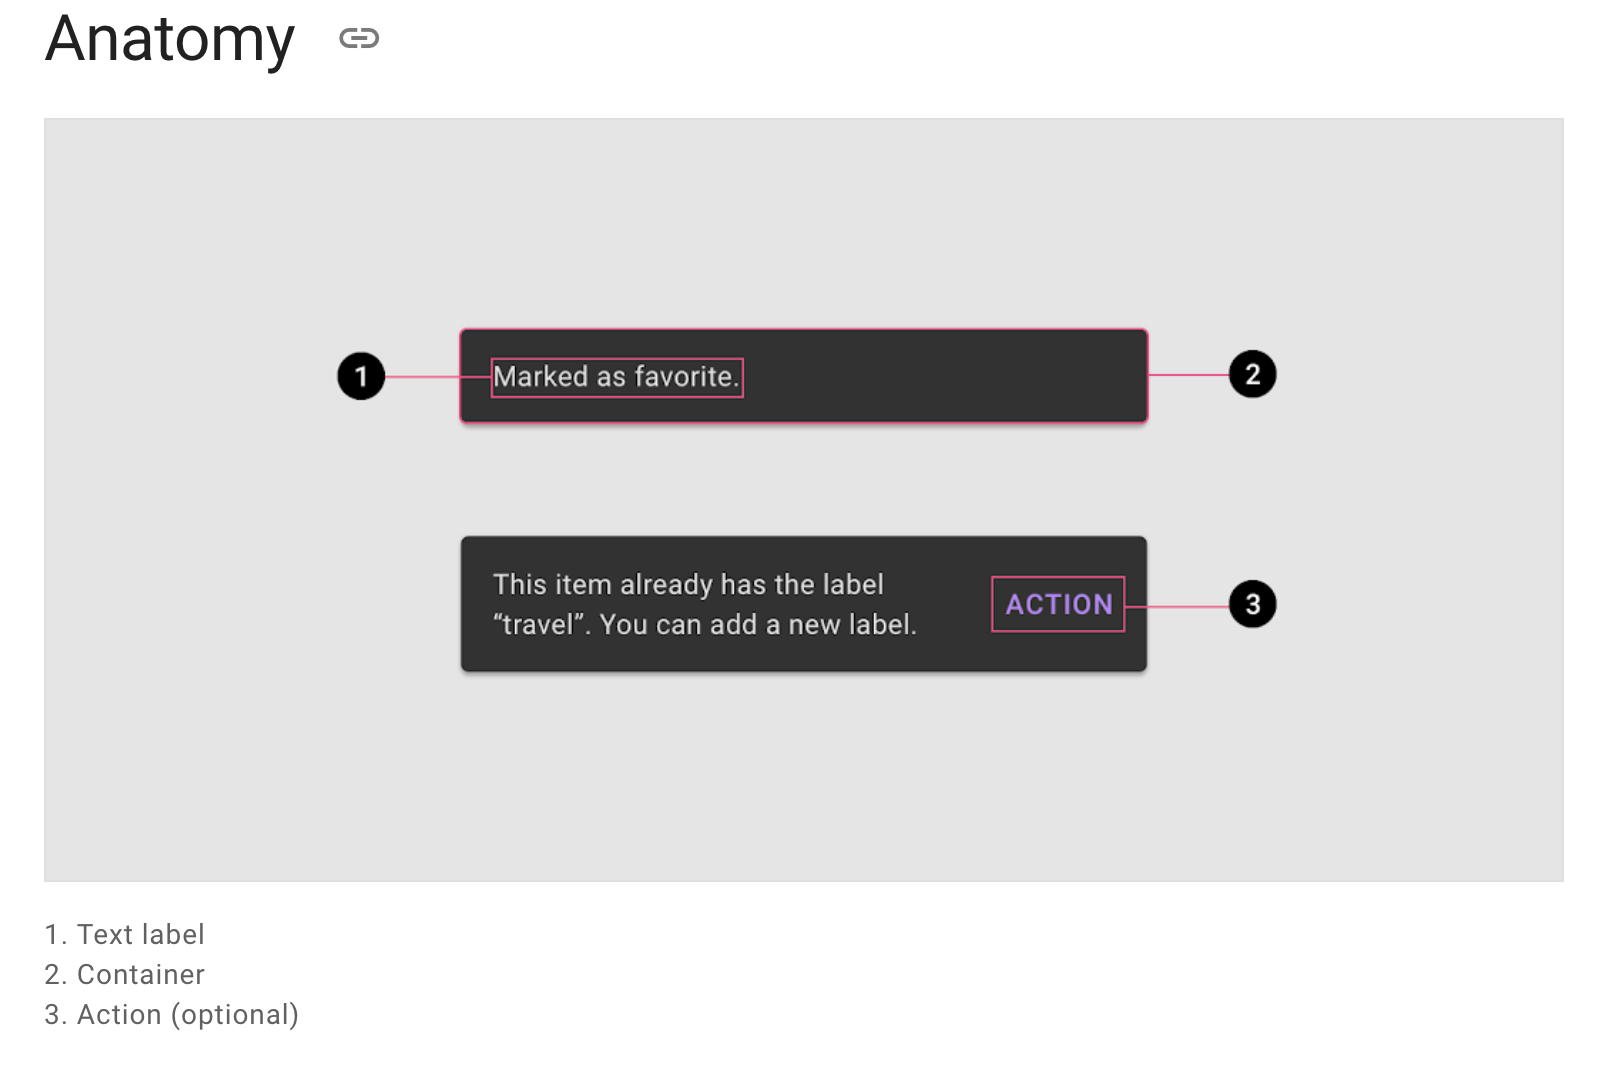 Anatomy
1
Marked as favorite.
2
This item already has the label
“travel”. You can add a new label.
ACTION
3
1. Text label
2. Container
3. Action (optional)